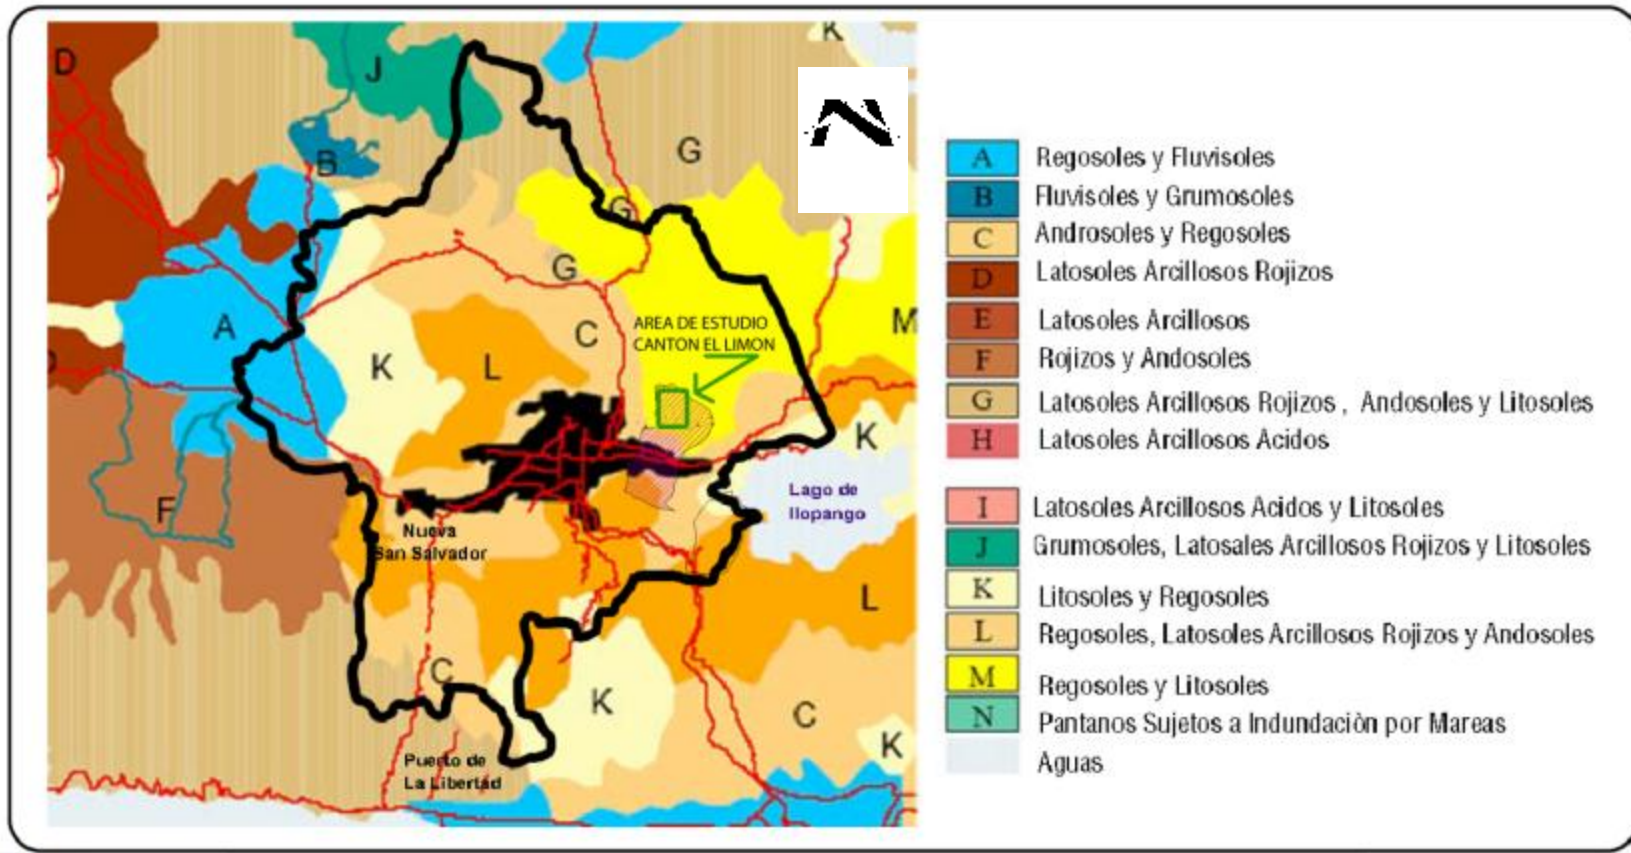 D
J
K
B
G
G
G
A
K
L
C
AREA DE ESTUDIO
CANTON EL LIMON
M
K
F
Lago de
Ilopango
Nueva
San Salvador
L
C
K
C
K
Puerto de
La Libertad
A Regosoles y Fluvisoles
B Fluvisoles y Grumosoles
C Androsoles y Regosoles
D Latosoles Arcillosos Rojizos
E Latosoles Arcillosos
F Rojizos y Andosoles
G Latosoles Arcillosos Rojizos , Andosoles y Litosoles
H Latosoles Arcillosos Acidos
I Latosoles Arcillosos Acidos y Litosoles
J Grumosoles, Latosales Arcillosos Rojizos y Litosoles
K Litosoles y Regosoles
L Regosoles, Latosoles Arcillosos Rojizos y Andosoles
M Regosoles y Litosoles
N Pantanos Sujetos a Indundaciòn por Mareas
Aguas